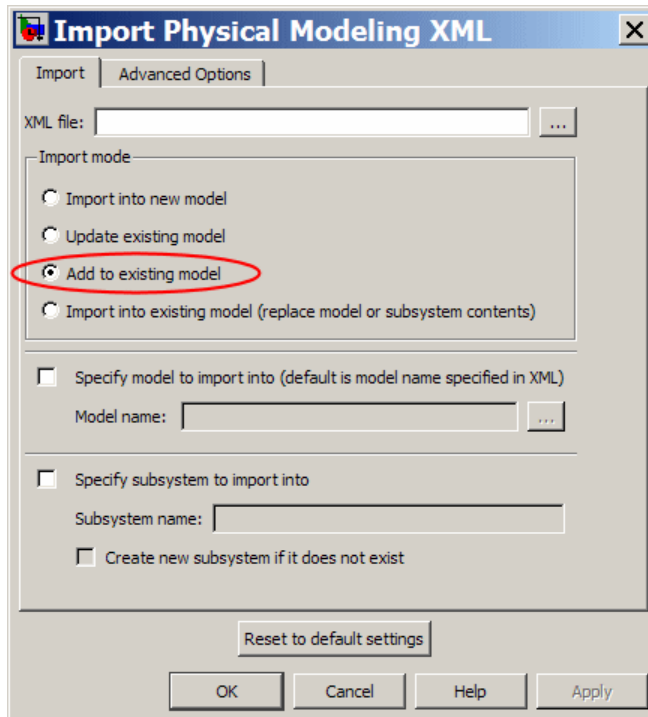 Import Physical Modeling XML
Import
Advanced Options
XML file:
...
Import mode
Import into new model
Update existing model
Add to existing model
Import into existing model (replace model or subsystem contents)
Specify model to import into (default is model name specified in XML)
Model name:
...
Specify subsystem to import into
Subsystem name:
Create new subsystem if it does not exist
Reset to default settings
OK
Cancel
Help
Apply